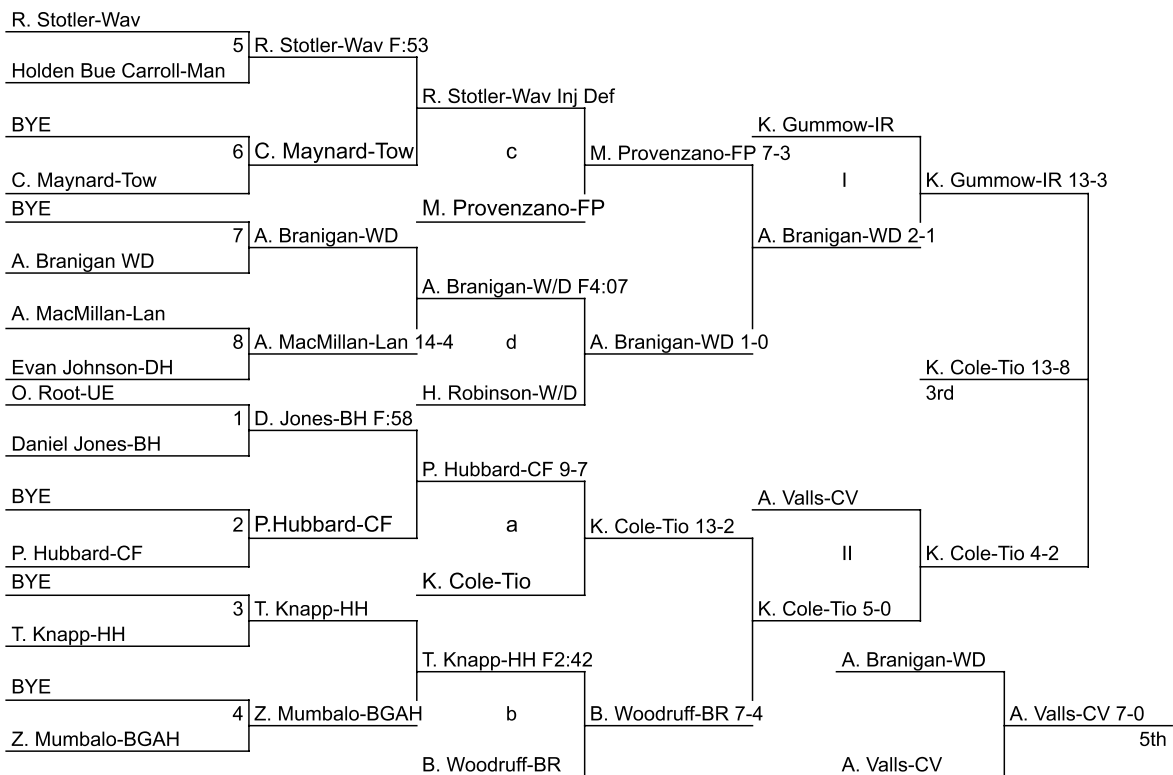 R. Stotler-Wav
5
R. Stotler-Wav F:53
Holden Bue Carroll-Man
R. Stotler-Wav Inj Def
BYE
K. Gummow-IR
6
C. Maynard-Tow
c
M. Provenzano-FP 7-3
C. Maynard-Tow
I
K. Gummow-IR 13-3
BYE
M. Provenzano-FP
7
A. Branigan-WD
A. Branigan-WD 2-1
A. Branigan WD
A. Branigan-W/D F4:07
A. MacMillan-Lan
8
A. MacMillan-Lan 14-4
d
A. Branigan-WD 1-0
Evan Johnson-DH
K. Cole-Tio 13-8
O. Root-UE
H. Robinson-W/D
3rd
1
D. Jones-BH F:58
Daniel Jones-BH
P. Hubbard-CF 9-7
BYE
A. Valls-CV
2
P.Hubbard-CF
a
K. Cole-Tio 13-2
P. Hubbard-CF
II
K. Cole-Tio 4-2
BYE
K. Cole-Tio
3
T. Knapp-HH
K. Cole-Tio 5-0
T. Knapp-HH
T. Knapp-HH F2:42
A. Branigan-WD
BYE
4
Z. Mumbalo-BGAH
b
B. Woodruff-BR 7-4
A. Valls-CV 7-0
Z. Mumbalo-BGAH
5th
B. Woodruff-BR
A. Valls-CV